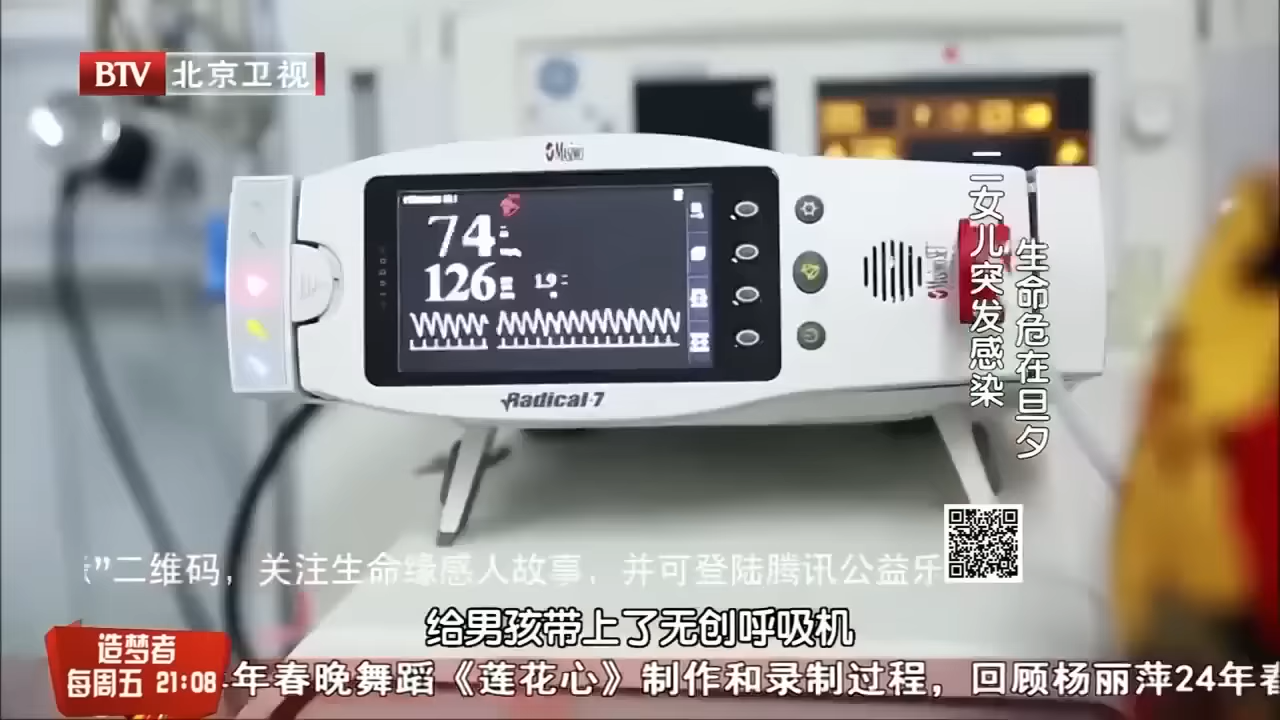 BTV 北京卫视
Masimo
74
126
1.9
Radical-7
二女儿突发感染
生命危在旦夕
”二维码，关注生命缘感人故事，并可登陆腾讯公益乐
给男孩带上了无创呼吸机
造梦者
每周五 21:08
年春晚舞蹈《莲花心》制作和录制过程，回顾杨丽萍24年春